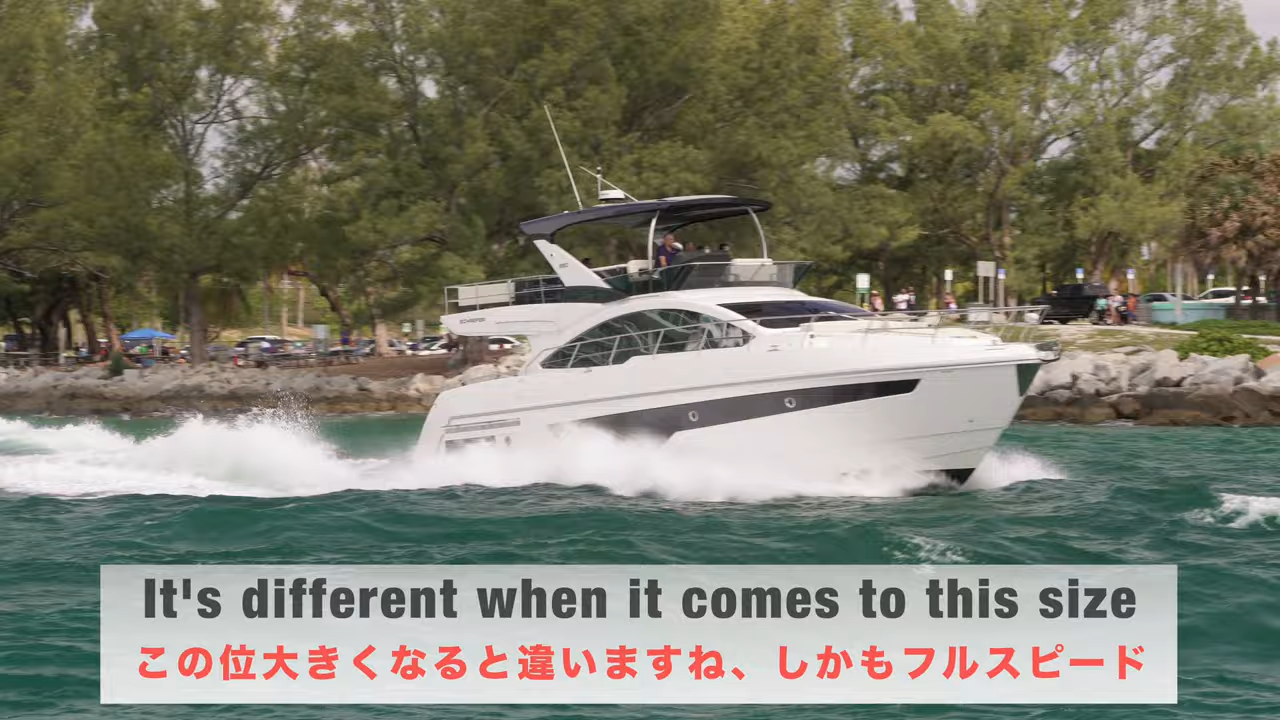 SCHAEFER
It's different when it comes to this size
この位大きくなると違いますね、しかもフルスピード